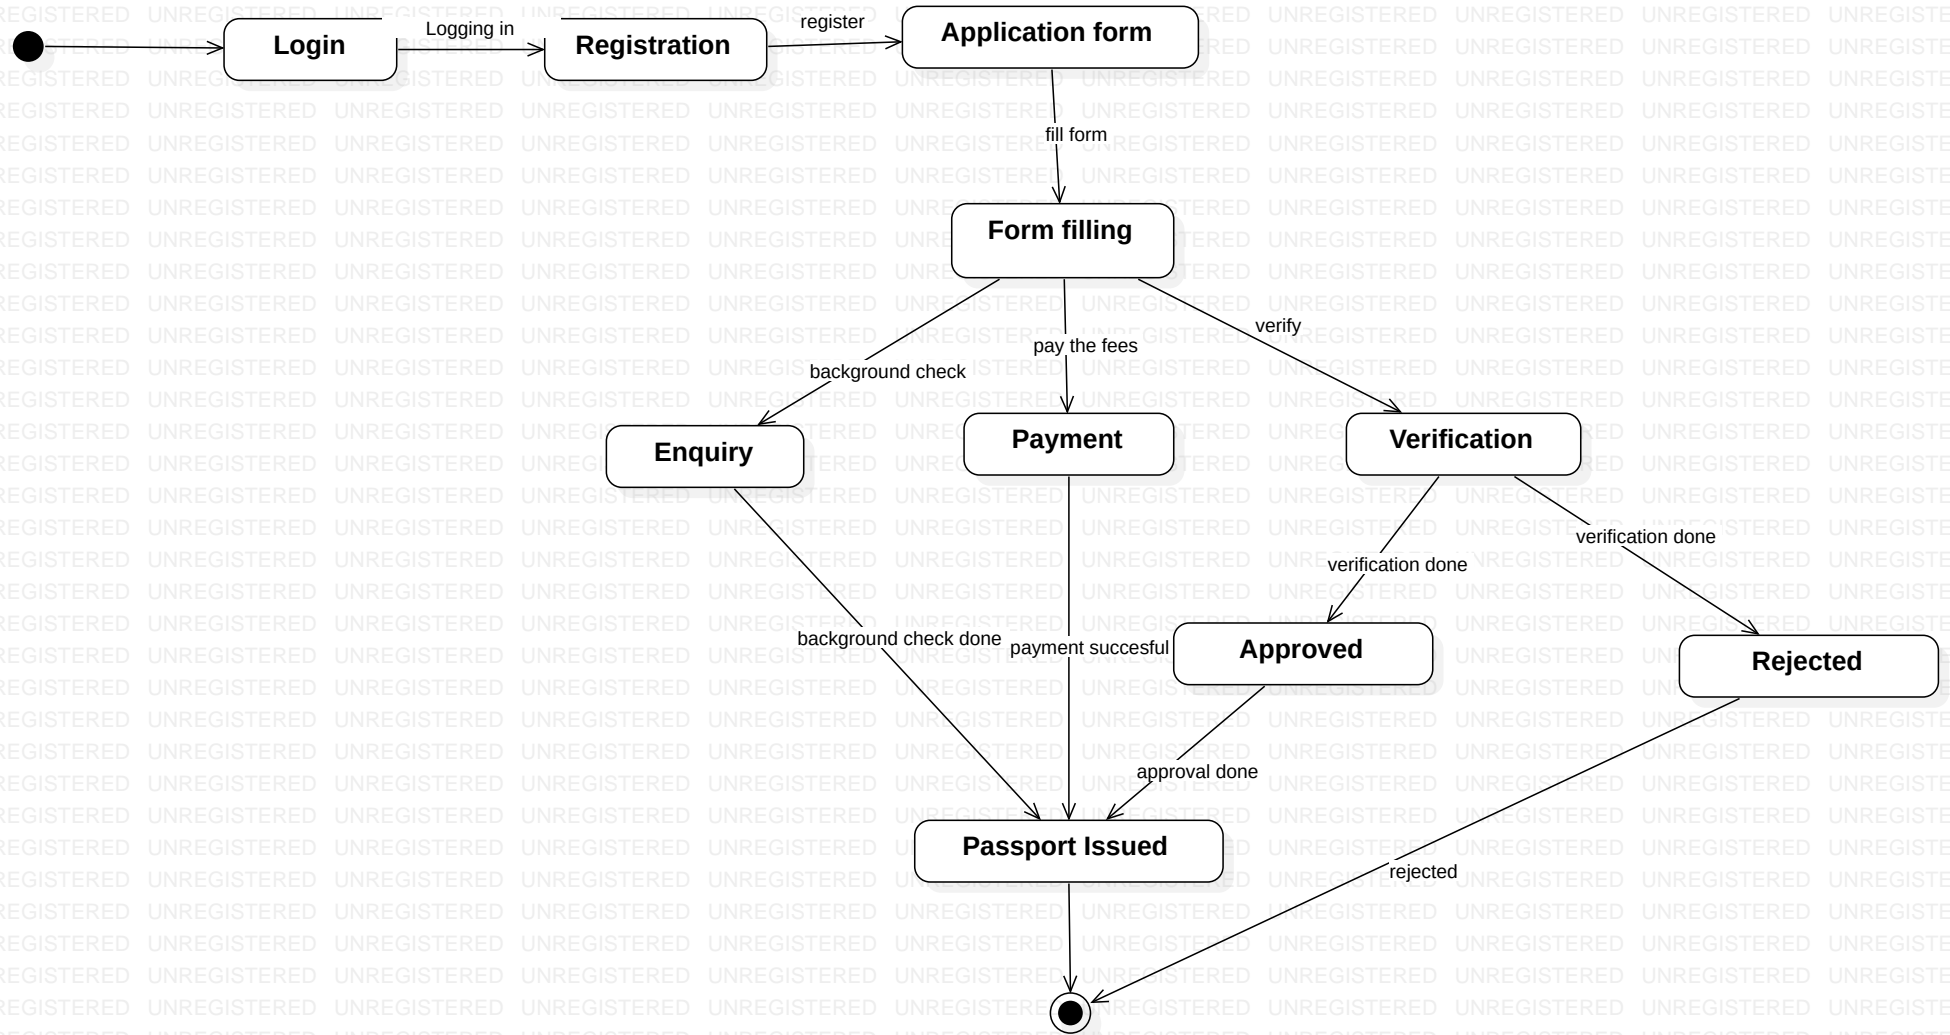 Login
Logging in
Registration
register
Application form
fill form
Form filling
background check
pay the fees
verify
Enquiry
Payment
Verification
verification done
verification done
background check done
payment succesful
Approved
Rejected
approval done
Passport Issued
rejected
UNREGISTERED